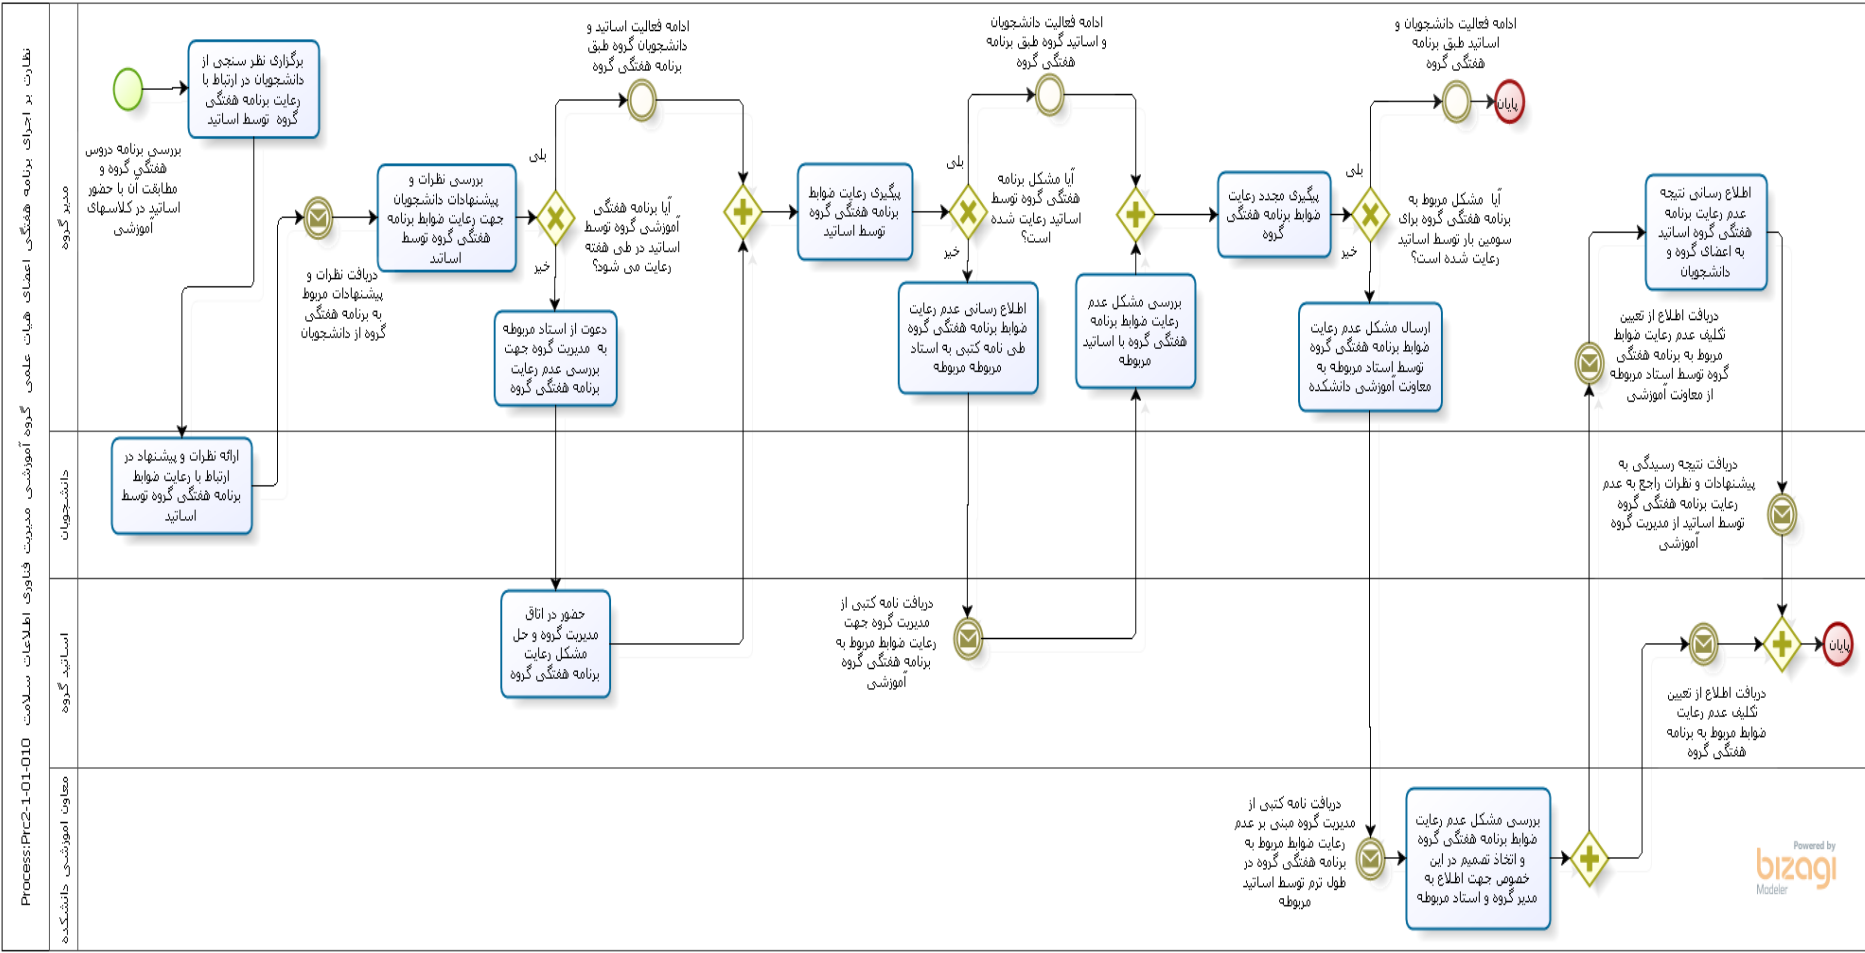 Process:Prc2-1-01-010 نظارت بر اجرای برنامه هفتگی اعضای هیات علمی گروه آموزشی مدیریت فناوری اطلاعات سلامت
مدیر گروه
دانشجویان
اساتید گروه
معاون اموزشی دانشکده
بررسی برنامه دروس
هفتگی گروه و
مطابقت آن با حضور
اساتید در کلاسهای
آموزشی
برگزاری نظر سنجی از
دانشجویان در ارتباط با
رعایت برنامه هفتگی
گروه توسط اساتید
ارائه نظرات و پیشنهاد در
ارتباط با رعایت ضوابط
برنامه هفتگی گروه توسط
اساتید
دریافت نظرات و
پیشنهادات مربوط
به برنامه هفتگی
گروه از دانشجویان
بررسی نظرات و
پیشنهادات دانشجویان
جهت رعایت ضوابط برنامه
هفتگی گروه توسط
اساتید
آیا برنامه هفتگی
آموزشی گروه توسط
اساتید در طی هفته
رعایت می شود؟
بلی
خیر
ادامه فعالیت اساتید و
دانشجویان گروه طبق
برنامه هفتگی گروه
دعوت از استاد مربوطه
به مدیریت گروه جهت
بررسی عدم رعایت
برنامه هفتگی گروه
حضور در اتاق
مدیریت گروه و حل
مشکل رعایت
برنامه هفتگی گروه
پیگیری رعایت ضوابط
برنامه هفتگی گروه
توسط اساتید
آیا مشکل برنامه
هفتگی گروه توسط
اساتید رعایت شده
است؟
بلی
خیر
ادامه فعالیت دانشجویان
و اساتید گروه طبق برنامه
هفتگی گروه
اطلاع رسانی عدم رعایت
ضوابط برنامه هفتگی گروه
طی نامه کتبی به استاد
مربوطه مربوطه
دریافت نامه کتبی از
مدیریت گروه جهت
رعایت ضوابط مربوط به
برنامه هفتگی گروه
آموزشی
بررسی مشکل عدم
رعایت ضوابط برنامه
هفتگی گروه با اساتید
مربوطه
پیگیری مجدد رعایت
ضوابط برنامه هفتگی
گروه
آیا مشکل مربوط به
برنامه هفتگی گروه برای
سومین بار توسط اساتید
رعایت شده است؟
بلی
خیر
ادامه فعالیت دانشجویان و
اساتید طبق برنامه
هفتگی گروه
پایان
ارسال مشکل عدم رعایت
ضوابط برنامه هفتگی گروه
توسط استاد مربوطه به
معاونت آموزشی دانشکده
دریافت نامه کتبی از
مدیریت گروه مبنی بر عدم
رعایت ضوابط مربوط به
برنامه هفتگی گروه در
طول ترم توسط اساتید
مربوطه
بررسی مشکل عدم رعایت
ضوابط برنامه هفتگی گروه
و اتخاذ تصمیم در این
خصوص جهت اطلاع به
مدیر گروه و استاد مربوطه
دریافت اطلاع از تعیین
تکلیف عدم رعایت ضوابط
مربوط به برنامه هفتگی
گروه توسط استاد مربوطه
از معاونت آموزشی
اطلاع رسانی نتیجه
عدم رعایت برنامه
هفتگی گروه اساتید
به اعضای گروه و
دانشجویان
دریافت نتیجه رسیدگی به
پیشنهادات و نظرات راجع به عدم
رعایت برنامه هفتگی گروه
توسط اساتید از مدیریت گروه
آموزشی
دریافت اطلاع از تعیین
تکلیف عدم رعایت
ضوابط مربوط به برنامه
هفتگی گروه
پایان
Powered by
bizagi
Modeler